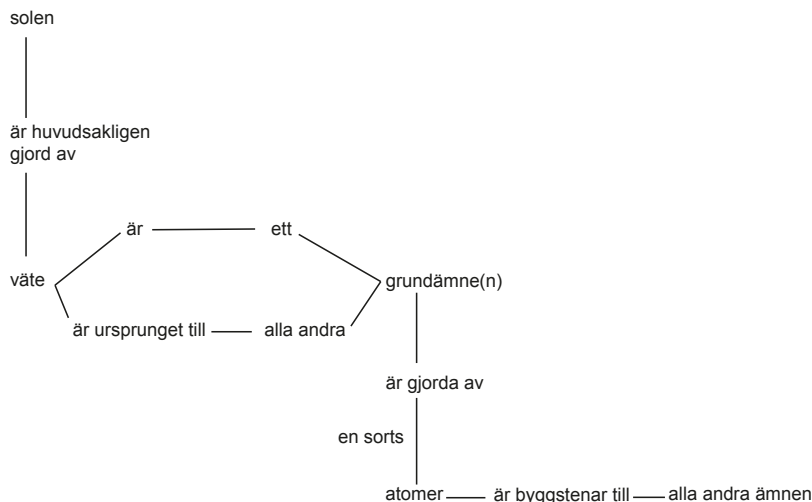 solen
är huvudsakligen
gjord av
är
ett
väte
grundämne(n)
är ursprunget till
alla andra
är gjorda av
en sorts
atomer
är byggstenar till
alla andra ämnen